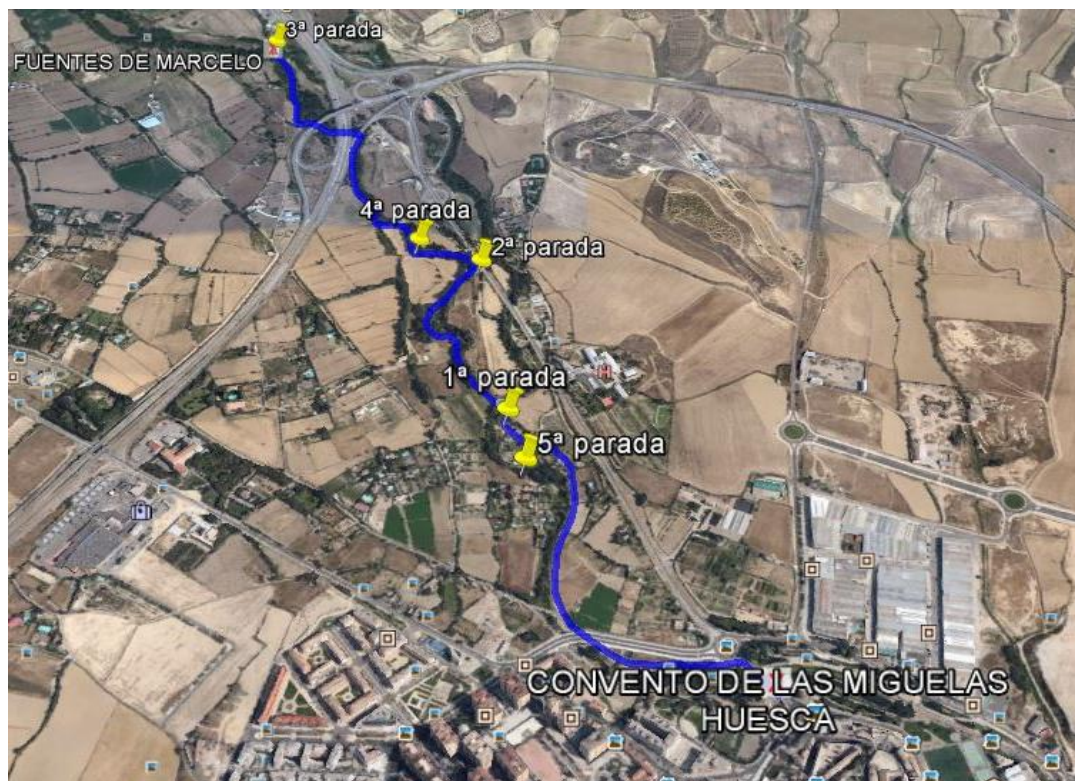 3ª parada
FUENTES DE MARCELO
4ª parada
2ª parada
1ª parada
H
5ª parada
CONVENTO DE LAS MIGUELAS
HUESCA